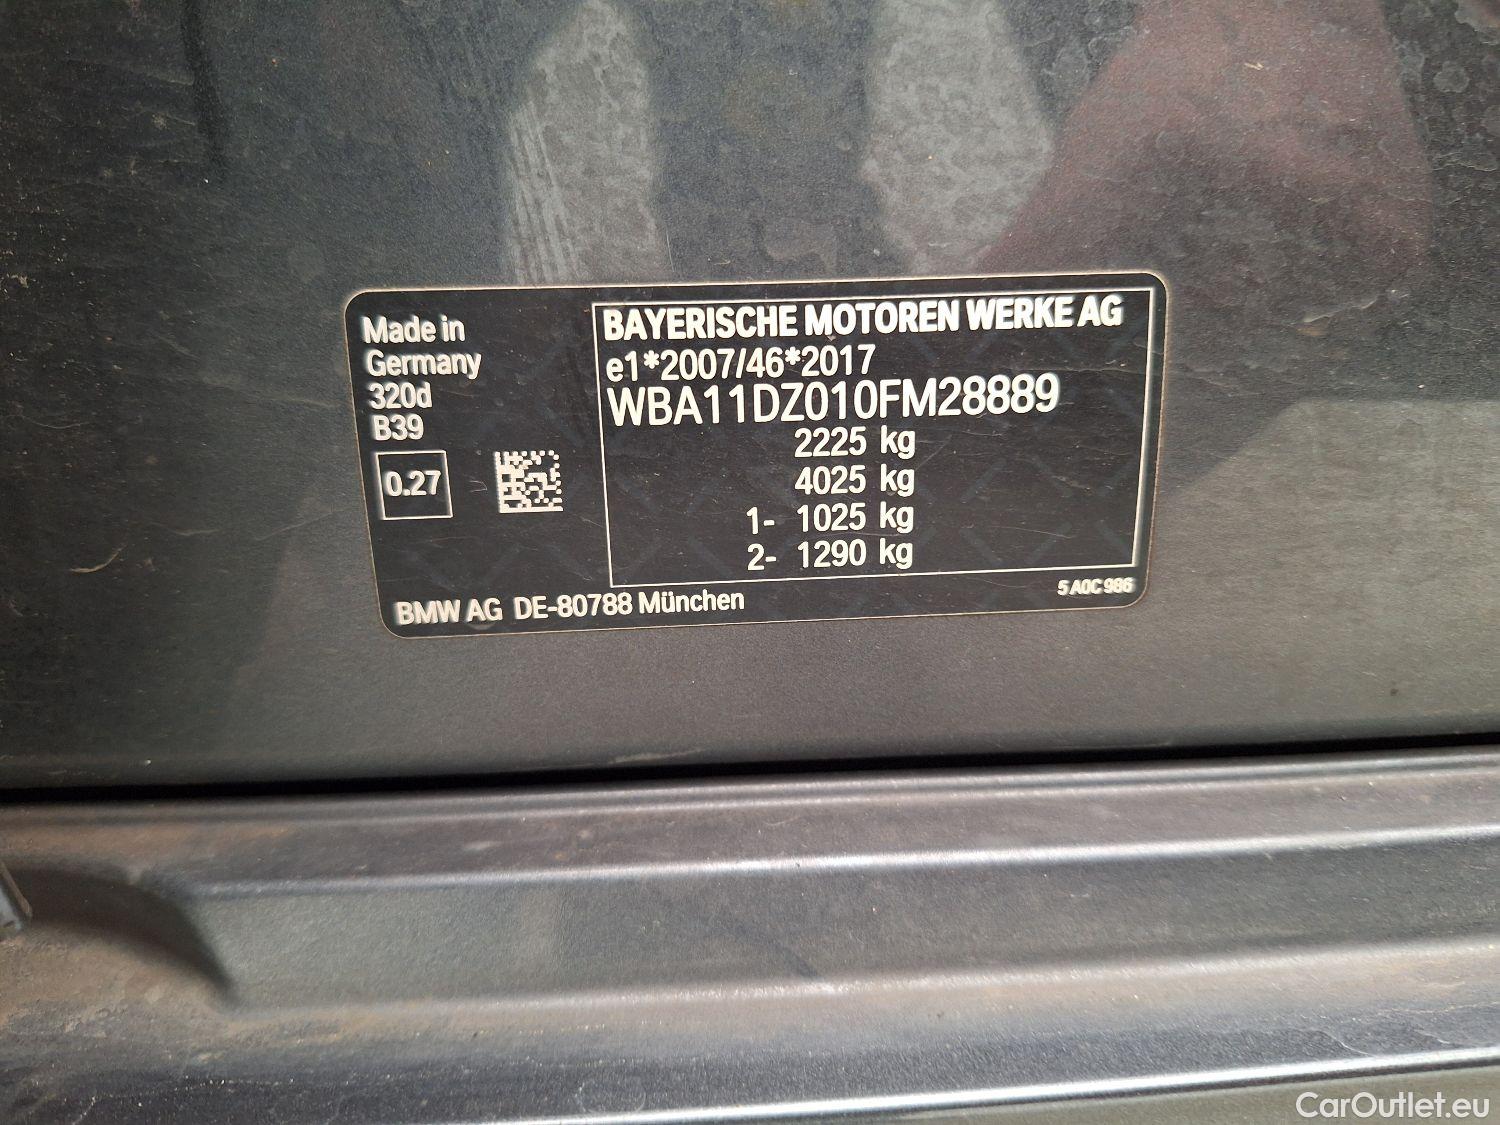 Made in
Germany
320d
B39
0.27
BAYERISCHE MOTOREN WERKE AG
e1*2007/46*2017
WBA11DZ010FM28889
2225 kg
4025 kg
1- 1025 kg
2- 1290 kg
BMW AG DE-80788 München
5 A0C 986
CarOutlet.eu